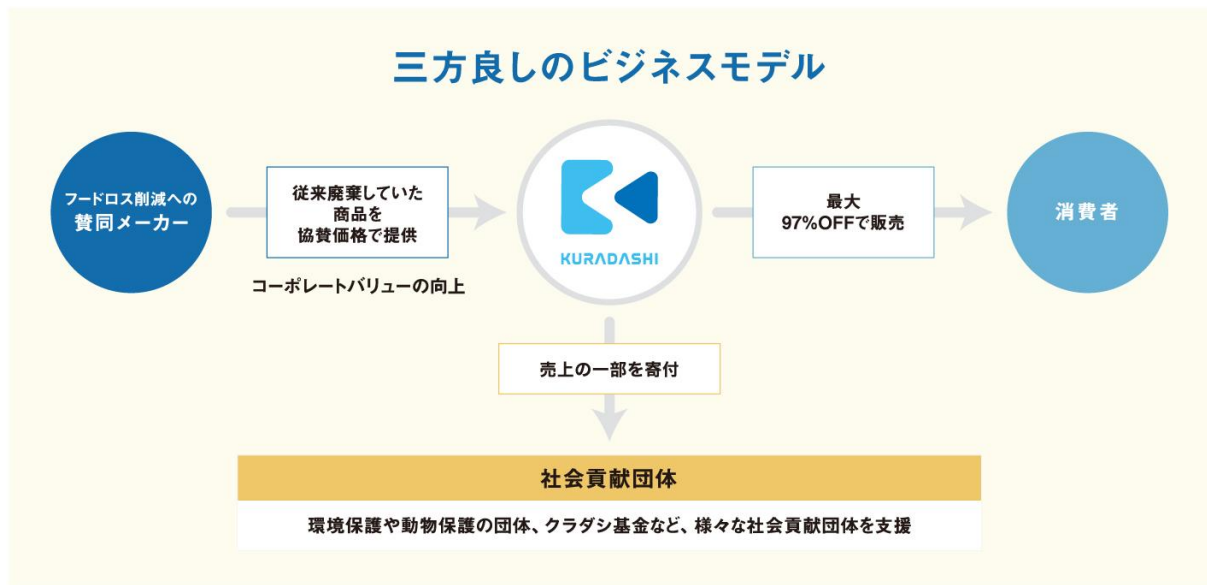 三方良しのビジネスモデル
フードロス削減への
賛同メーカー
従来廃棄していた
商品を
協賛価格で提供
コーポレートバリューの向上
KURADASHI
最大
97%OFFで販売
消費者
売上の一部を寄付
社会貢献団体
環境保護や動物保護の団体、クラダシ基金など、様々な社会貢献団体を支援